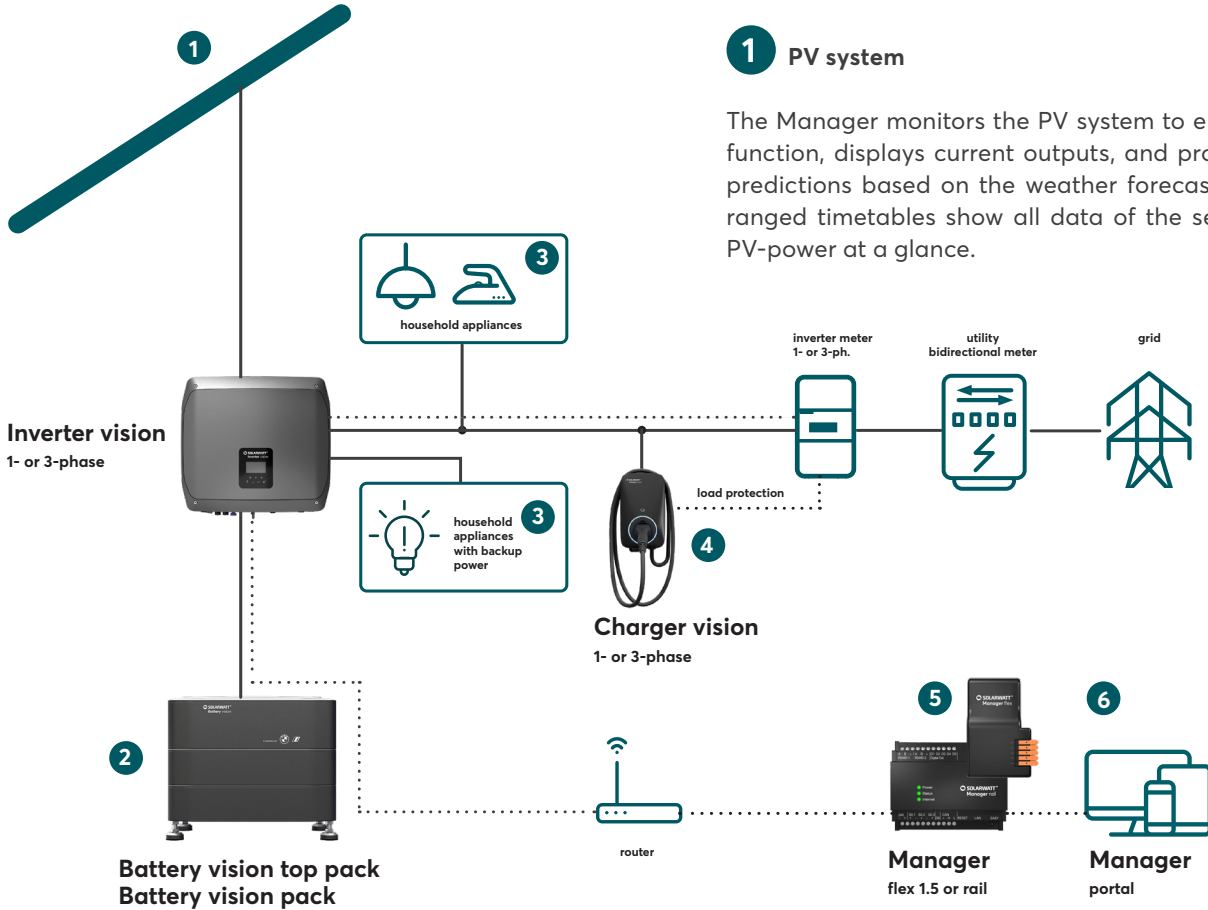 1
1 PV system
The Manager monitors the PV system to e
function, displays current outputs, and pro
predictions based on the weather forecas
ranged timetables show all data of the se
PV-power at a glance.
3
household appliances
inverter meter
1- or 3-ph.
utility
bidirectional meter
grid
Inverter vision
1- or 3-phase
SOLARWATT
household
appliances
with backup
power
3
load protection
4
Charger vision
1- or 3-phase
2
SOLARWATT
Battery vision
router
5
SOLARWATT
Manager flex
Power
Status
Internet
SOLARWATT
Manager rail
6
Battery vision top pack
Battery vision pack
Manager
flex 1.5 or rail
Manager
portal